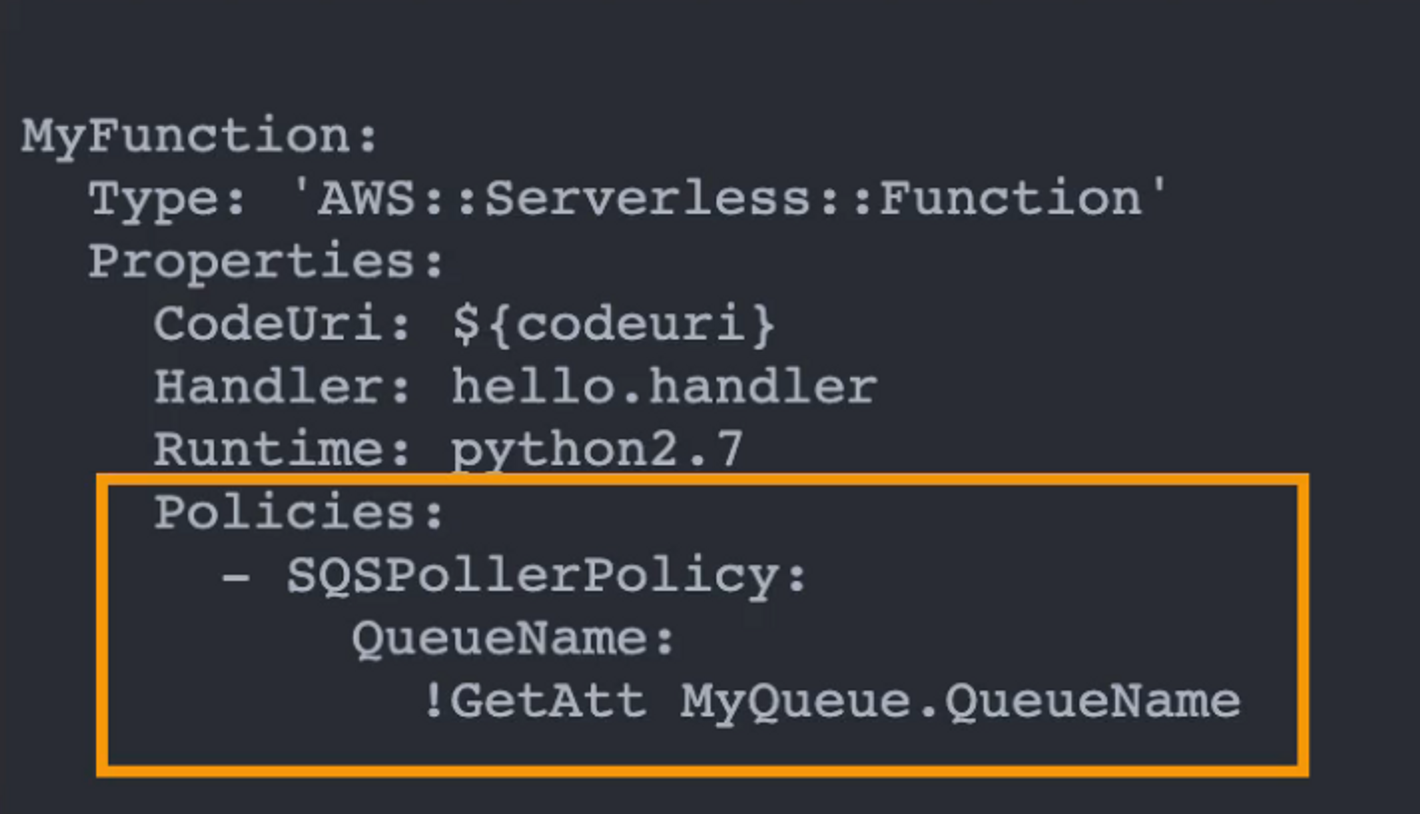 MyFunction:
  Type: 'AWS::Serverless::Function'
  Properties:
    CodeUri: ${codeuri}
    Handler: hello.handler
    Runtime: python2.7
    Policies:
      - SQSPollerPolicy:
          QueueName:
            !GetAtt MyQueue.QueueName